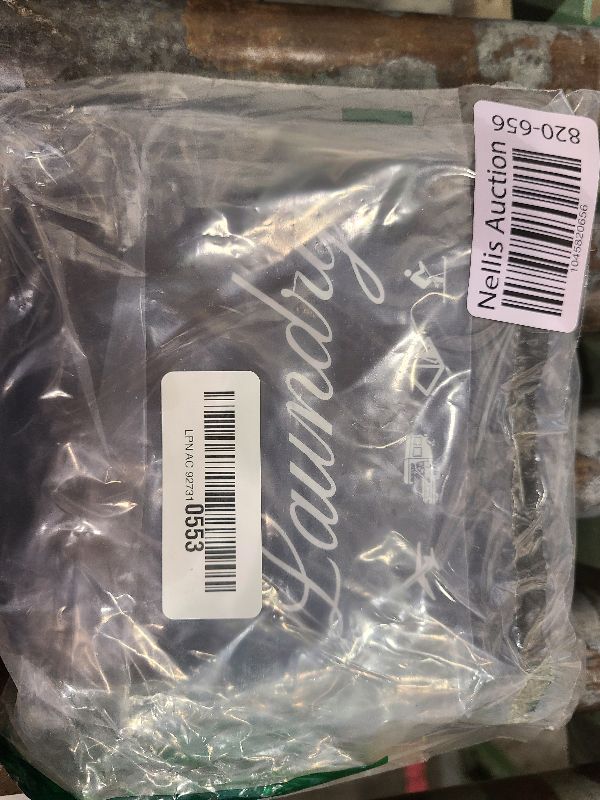 Laundry
LPN AC 92731 0553
Nellis Auction
1045820656
820-656